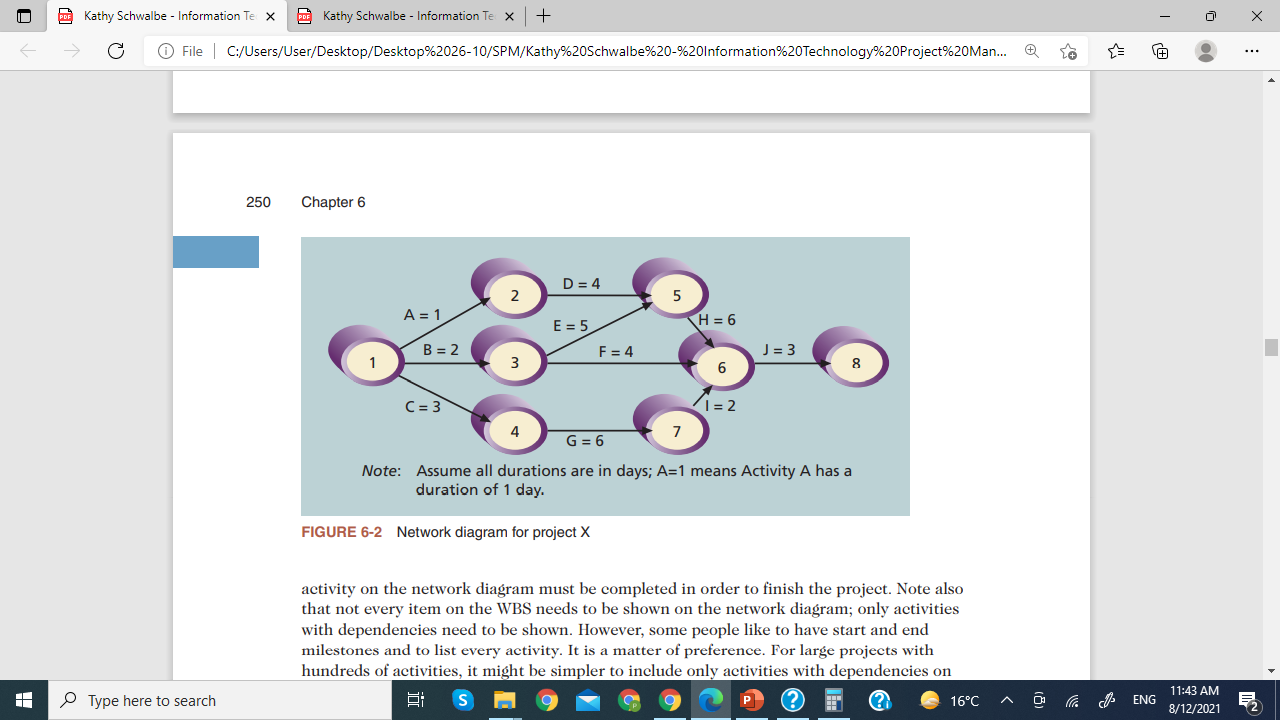 Kathy Schwalbe - Information Te
Kathy Schwalbe - Information Te
File
C:/Users/User/Desktop/Desktop%2026-10/SPM/Kathy%20Schwalbe%20-%20Information%20Technology%20Project%20Man...
250 Chapter 6
2 D = 4 5
A = 1
E = 5 H = 6
1 B = 2 3 F = 4 6 J = 3 8
C = 3 I = 2
4 G = 6 7
Note: Assume all durations are in days; A=1 means Activity A has a
duration of 1 day.
FIGURE 6-2 Network diagram for project X
activity on the network diagram must be completed in order to finish the project. Note also
that not every item on the WBS needs to be shown on the network diagram; only activities
with dependencies need to be shown. However, some people like to have start and end
milestones and to list every activity. It is a matter of preference. For large projects with
hundreds of activities, it might be simpler to include only activities with dependencies on
Type here to search
16°C
ENG
11:43 AM
8/12/2021
2